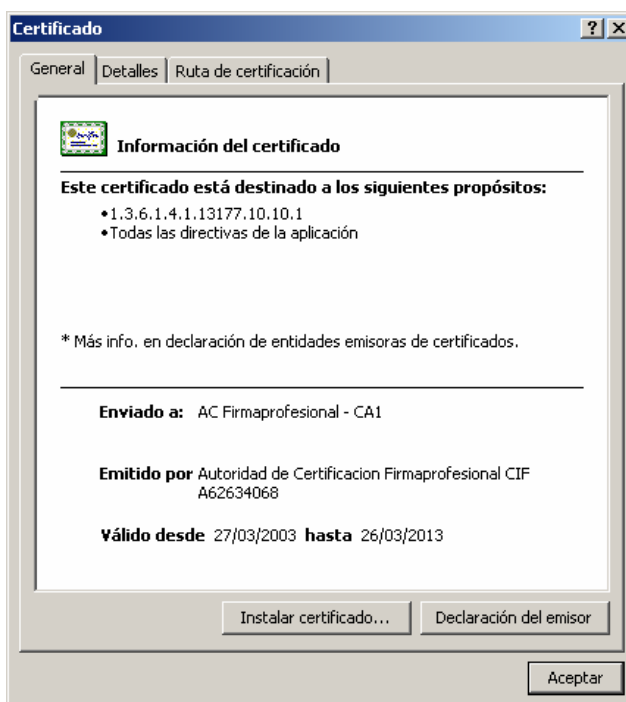 Certificado
General Detalles Ruta de certificación
Información del certificado
Este certificado está destinado a los siguientes propósitos:
•1.3.6.1.4.1.13177.10.10.1
•Todas las directivas de la aplicación
* Más info. en declaración de entidades emisoras de certificados.
Enviado a: AC Firmaprofesional - CA1
Emitido por Autoridad de Certificacion Firmaprofesional CIF
A62634068
Válido desde 27/03/2003 hasta 26/03/2013
Instalar certificado... Declaración del emisor
Aceptar